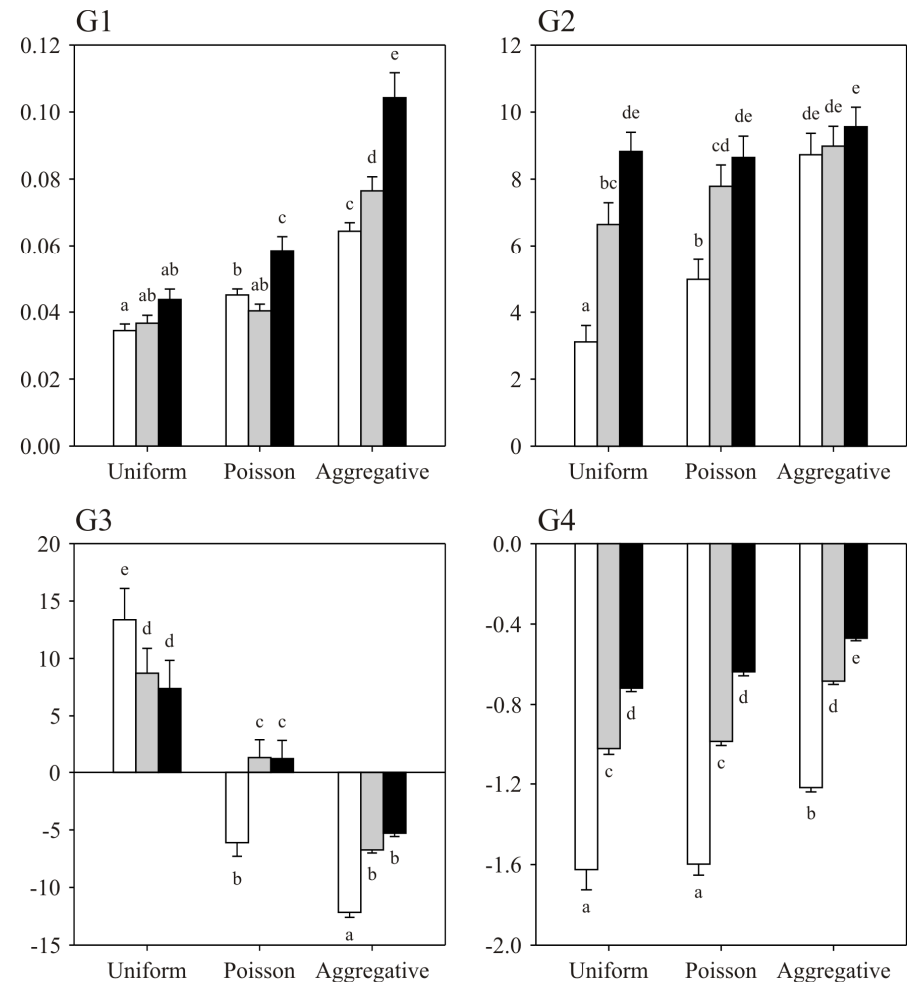 G1
0.12
0.10
0.08
0.06
0.04
0.02
0.00
a ab ab
b ab c
c d e
Uniform Poisson Aggregative
G2
12
10
8
6
4
2
0
a bc de
b cd de
de de e
Uniform Poisson Aggregative
G3
20
15
10
5
0
-5
-10
-15
e d d
b c c
a b b
Uniform Poisson Aggregative
G4
0.0
-0.4
-0.8
-1.2
-1.6
-2.0
a c d
a c d
b d e
Uniform Poisson Aggregative